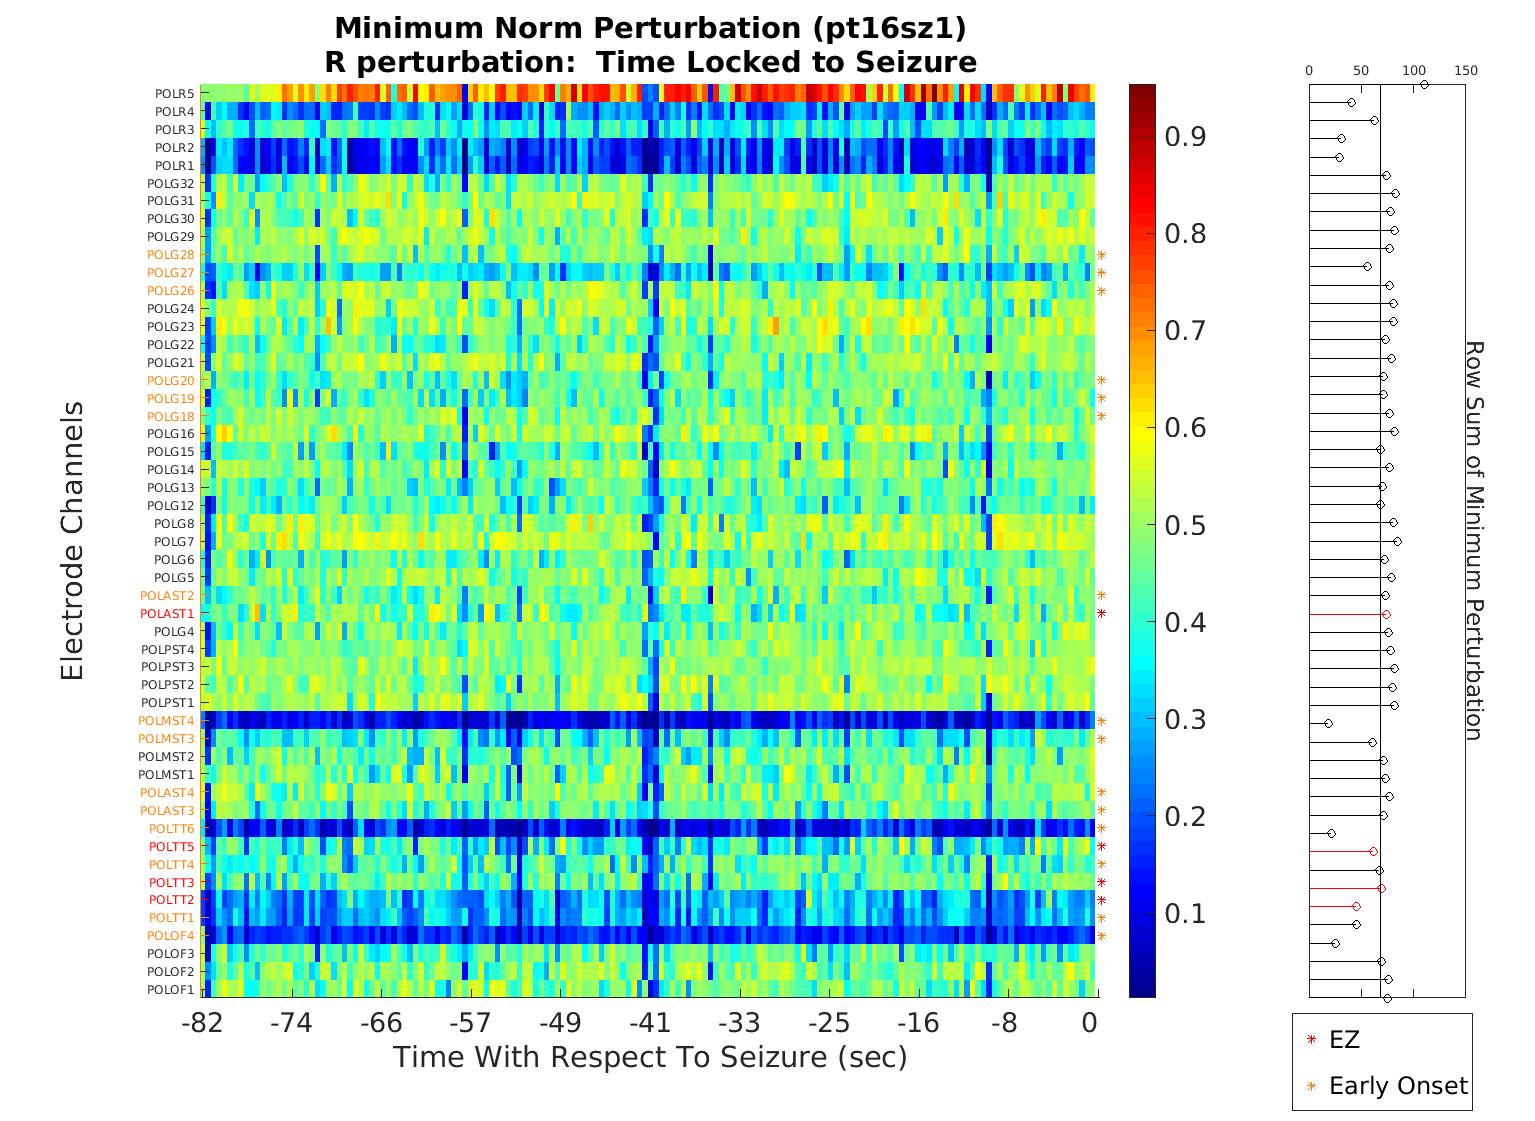 Minimum Norm Perturbation (pt16sz1)
R perturbation:  Time Locked to Seizure
Electrode Channels
POLR5
POLR4
POLR3
POLR2
POLR1
POLG32
POLG31
POLG30
POLG29
POLG28
POLG27
POLG26
POLG24
POLG23
POLG22
POLG21
POLG20
POLG19
POLG18
POLG16
POLG15
POLG14
POLG13
POLG12
POLG8
POLG7
POLG6
POLG5
POLAST2
POLAST1
POLG4
POLPST4
POLPST3
POLPST2
POLPST1
POLMST4
POLMST3
POLMST2
POLMST1
POLAST4
POLAST3
POLTT6
POLTT5
POLTT4
POLTT3
POLTT2
POLTT1
POLOF4
POLOF3
POLOF2
POLOF1
-82 -74 -66 -57 -49 -41 -33 -25 -16 -8 0
Time With Respect To Seizure (sec)
0.9
0.8
0.7
0.6
0.5
0.4
0.3
0.2
0.1
0 50 100 150
Row Sum of Minimum Perturbation
EZ
Early Onset